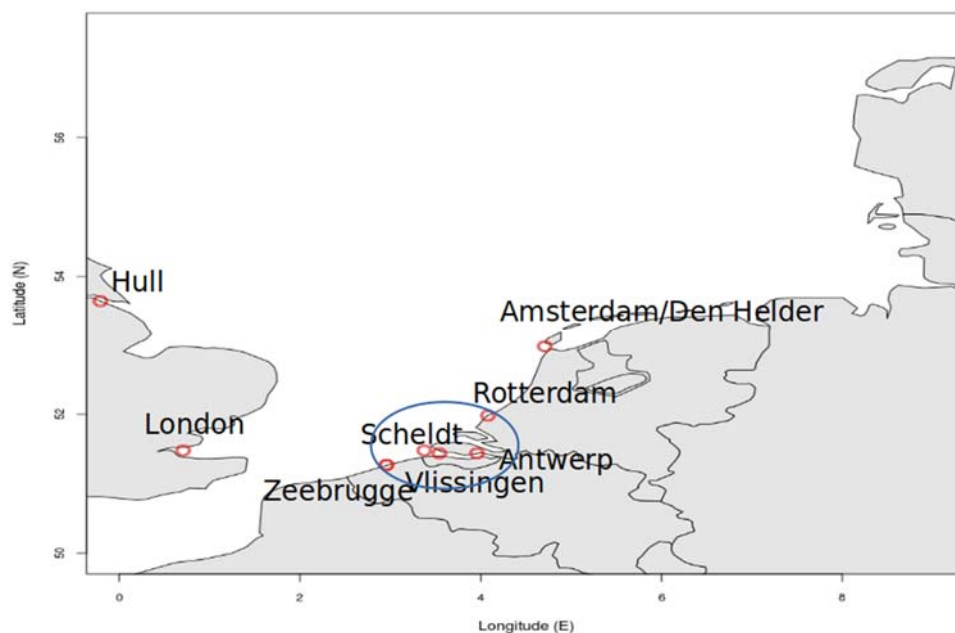 Latitude (N)
56
54
52
50
Hull
Amsterdam/Den Helder
Rotterdam
London
Scheldt
Antwerp
Zeebrugge
Vlissingen
0
2
4
6
8
Longitude (E)